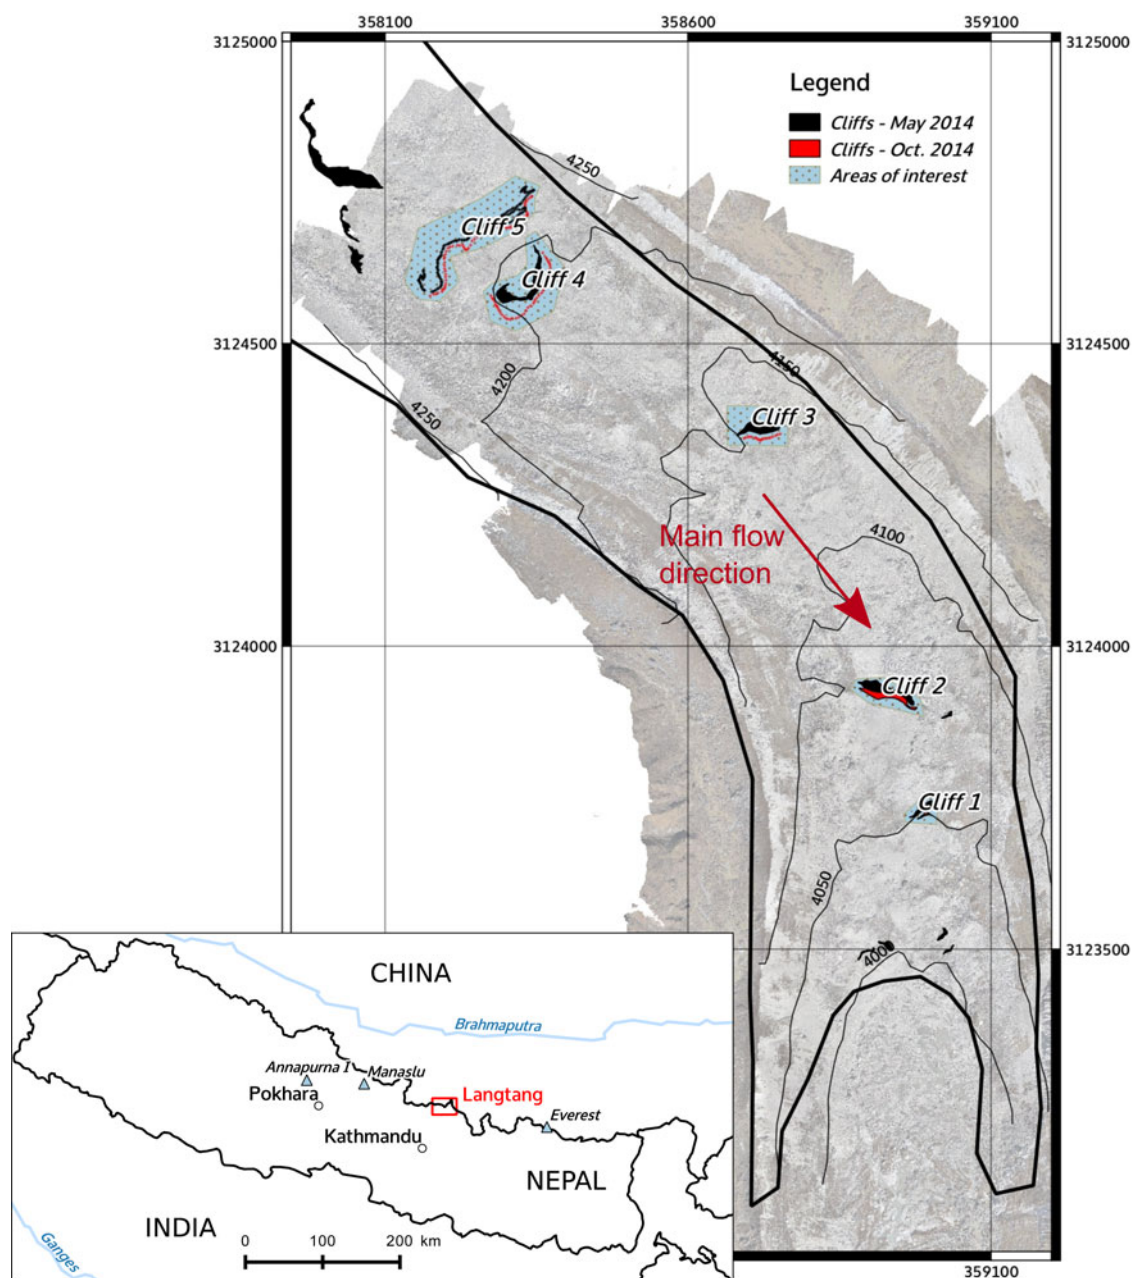 358100
358600
359100
3125000
3125000
Legend
Cliffs - May 2014
Cliffs - Oct. 2014
Areas of interest
4250
Cliff 5
Cliff 4
3124500
3124500
4150
4200
4250
Cliff 3
Main flow
direction
4100
3124000
3124000
Cliff 2
Cliff 1
4050
3123500
3123500
4000
CHINA
Brahmaputra
Annapurna I
Manaslu
Pokhara
Langtang
Everest
Kathmandu
NEPAL
INDIA
Ganges
0 100 200 km
359100